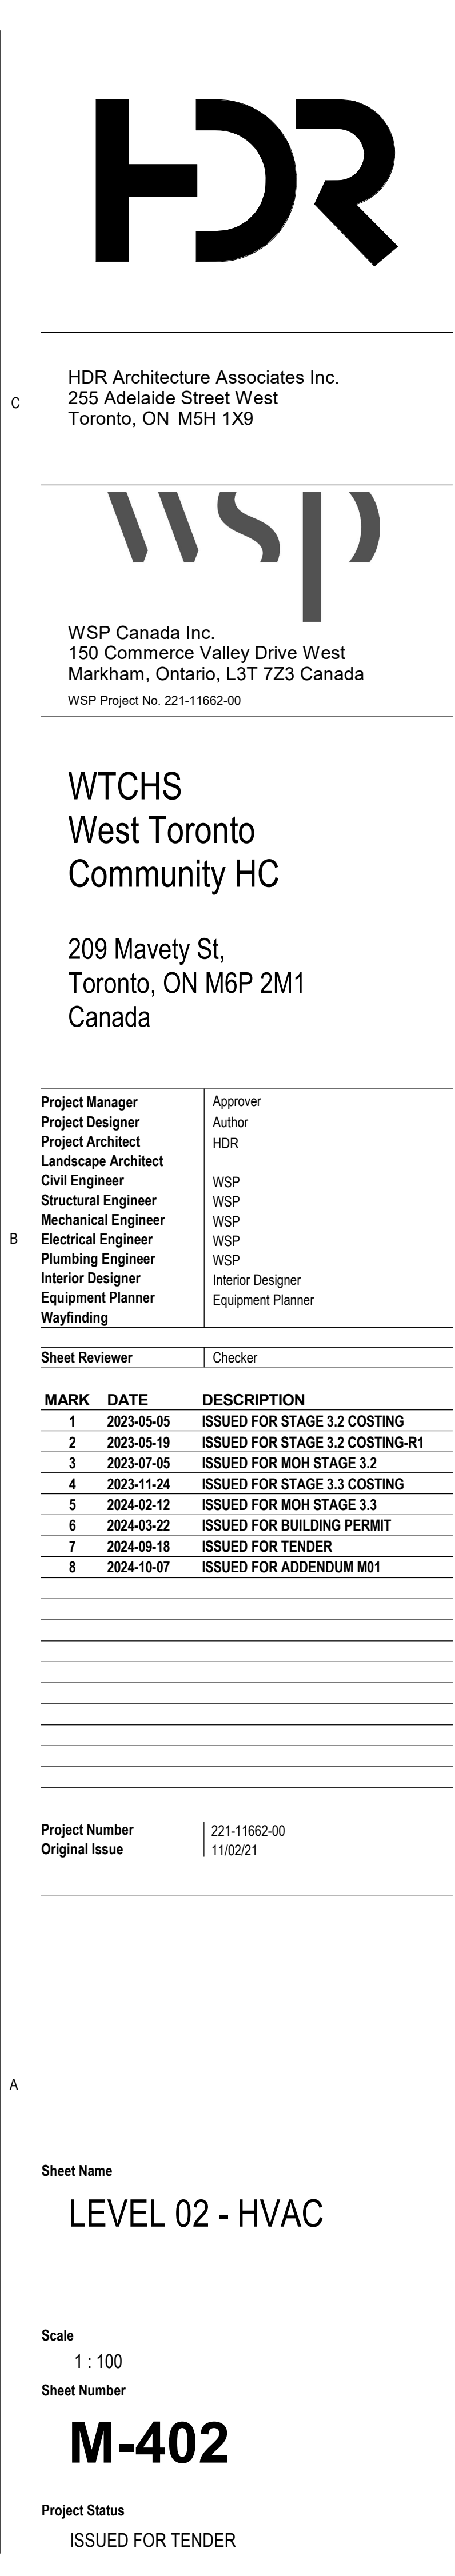 HDR
HDR Architecture Associates Inc.
255 Adelaide Street West
Toronto, ON M5H 1X9
C
wsp
WSP Canada Inc.
150 Commerce Valley Drive West
Markham, Ontario, L3T 7Z3 Canada
WSP Project No. 221-11662-00
WTCHS
West Toronto
Community HC
209 Mavety St,
Toronto, ON M6P 2M1
Canada
Project Manager Approver
Project Designer Author
Project Architect HDR
Landscape Architect
Civil Engineer WSP
Structural Engineer WSP
Mechanical Engineer WSP
B
Electrical Engineer WSP
Plumbing Engineer WSP
Interior Designer Interior Designer
Equipment Planner Equipment Planner
Wayfinding
Sheet Reviewer Checker
MARK DATE DESCRIPTION
1 2023-05-05 ISSUED FOR STAGE 3.2 COSTING
2 2023-05-19 ISSUED FOR STAGE 3.2 COSTING-R1
3 2023-07-05 ISSUED FOR MOH STAGE 3.2
4 2023-11-24 ISSUED FOR STAGE 3.3 COSTING
5 2024-02-12 ISSUED FOR MOH STAGE 3.3
6 2024-03-22 ISSUED FOR BUILDING PERMIT
7 2024-09-18 ISSUED FOR TENDER
8 2024-10-07 ISSUED FOR ADDENDUM M01
Project Number 221-11662-00
Original Issue 11/02/21
A
Sheet Name
LEVEL 02 - HVAC
Scale
1 : 100
Sheet Number
M-402
Project Status
ISSUED FOR TENDER